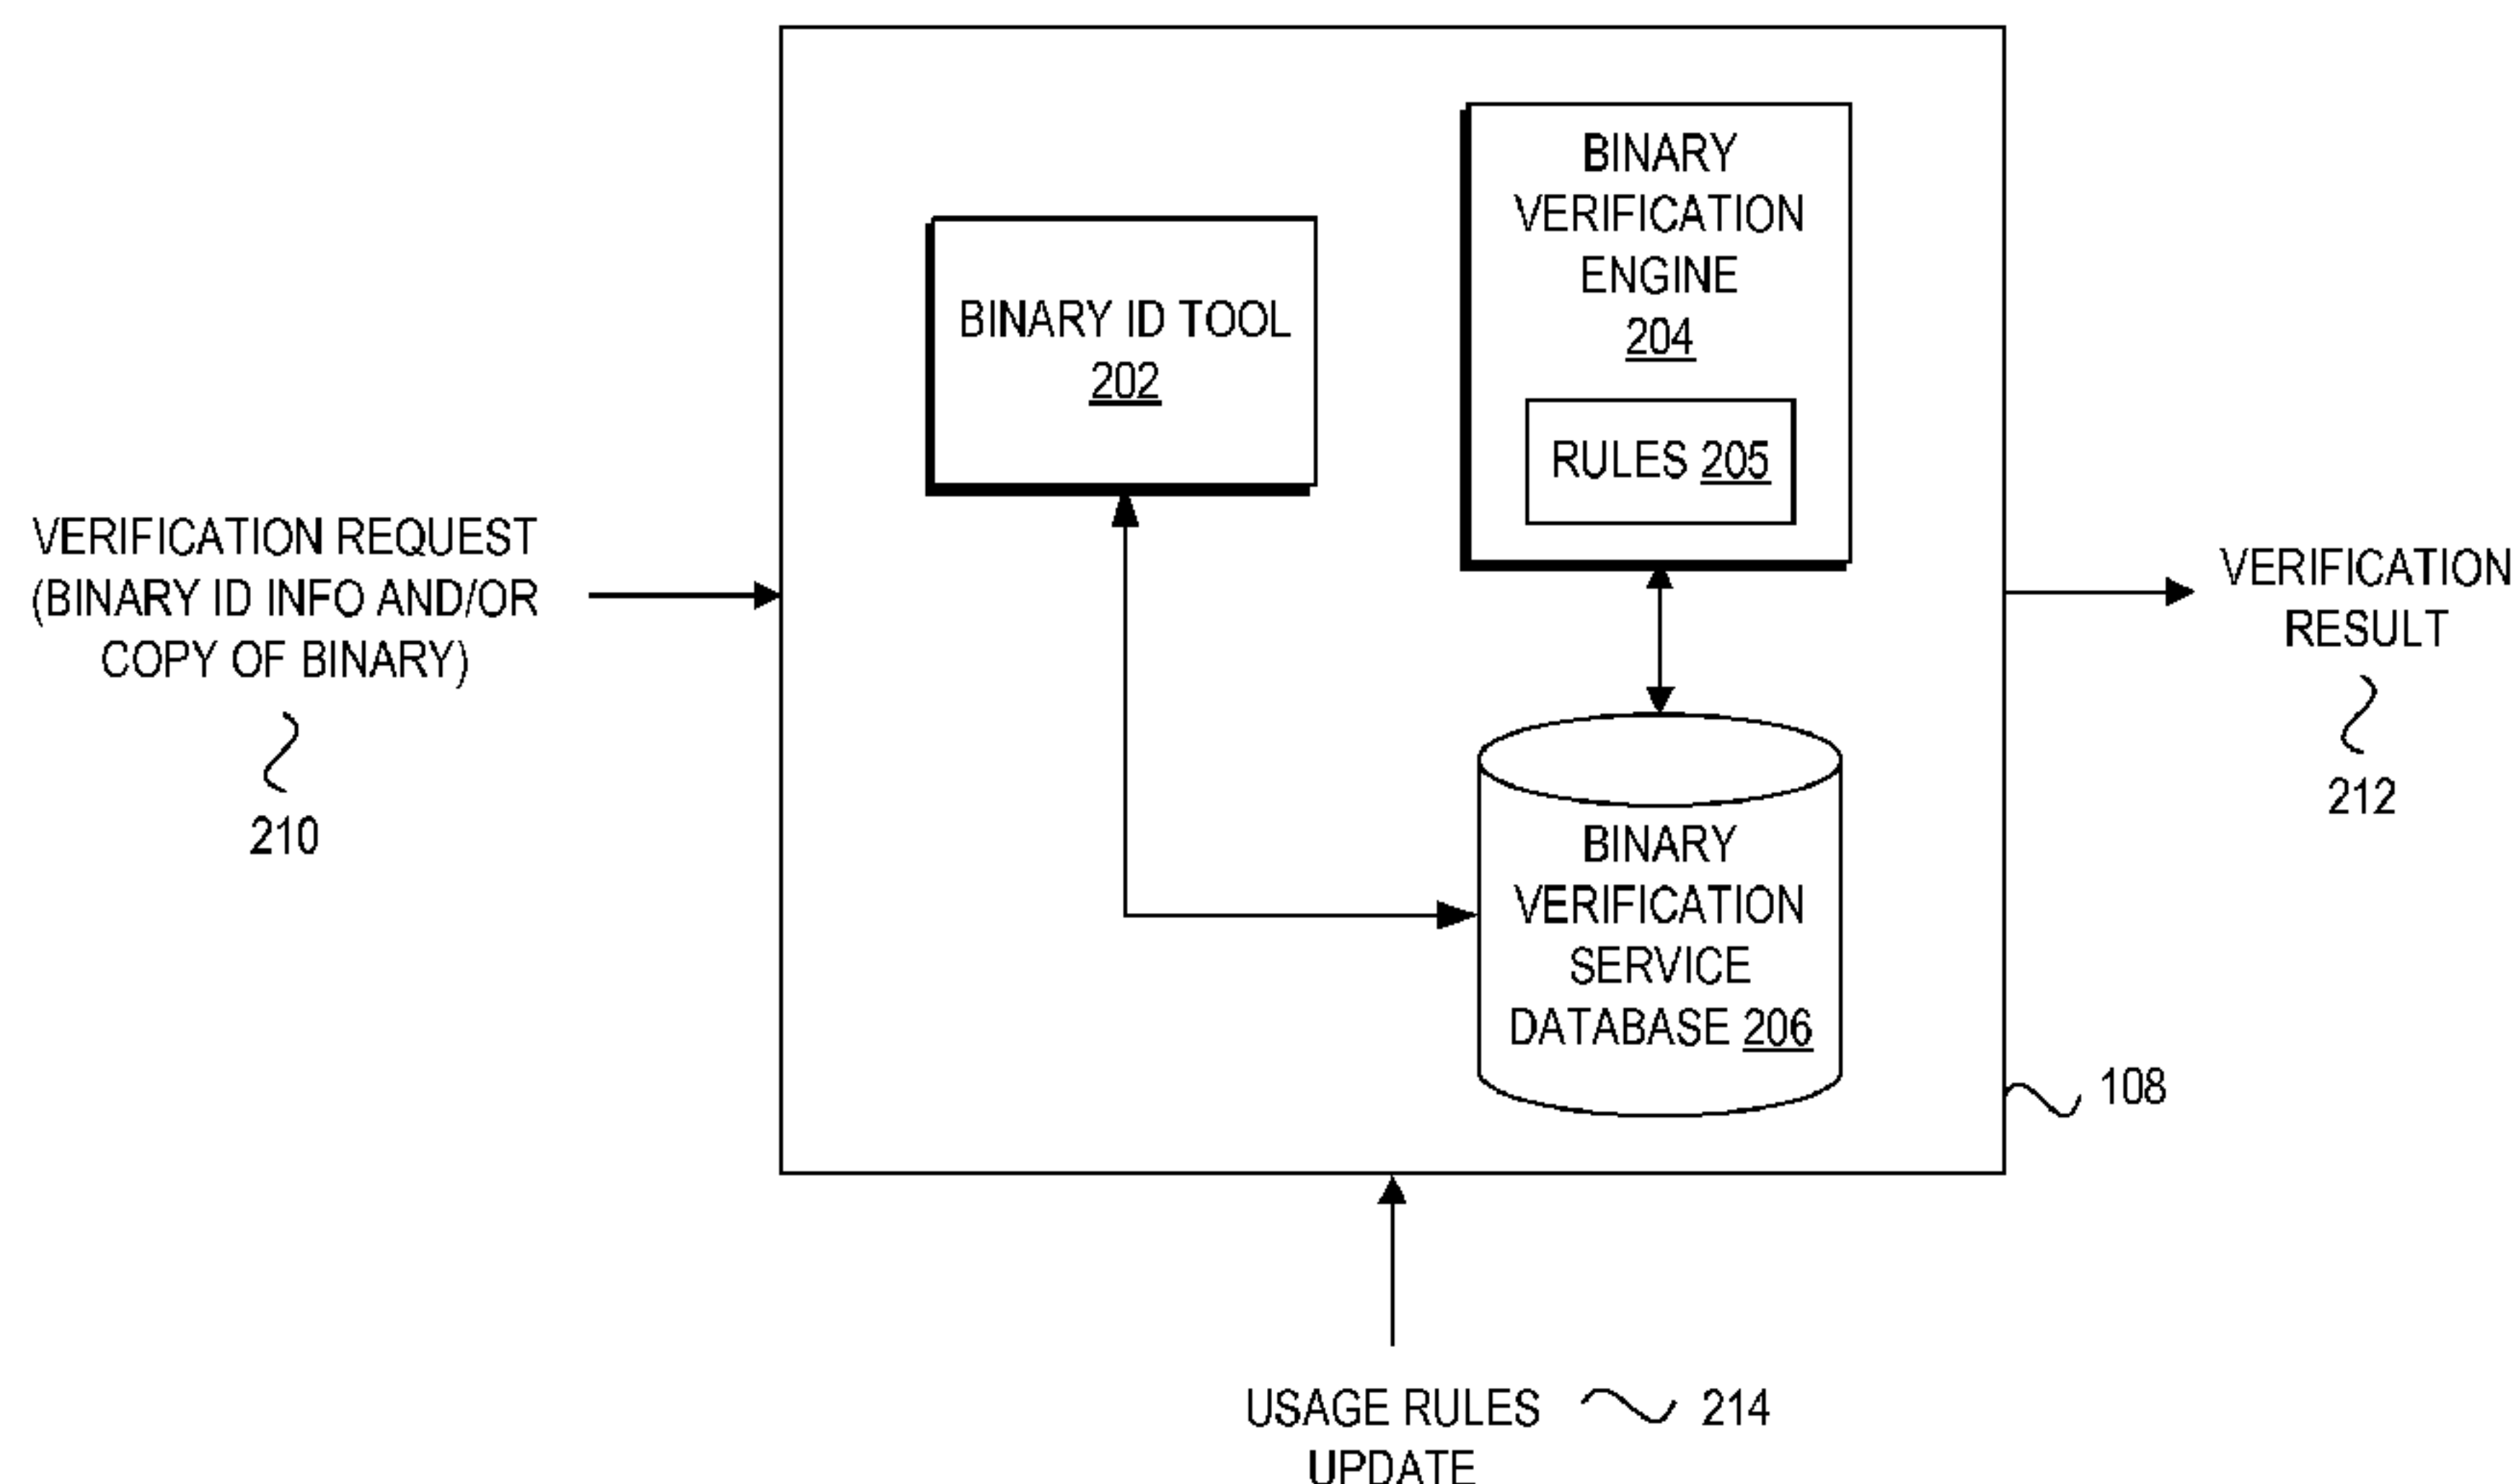 BINARY
VERIFICATION
ENGINE
204
RULES 205
BINARY ID TOOL
202
VERIFICATION REQUEST
(BINARY ID INFO AND/OR
COPY OF BINARY)
210
VERIFICATION
RESULT
212
BINARY
VERIFICATION
SERVICE
DATABASE 206
108
USAGE RULES 214
UPDATE